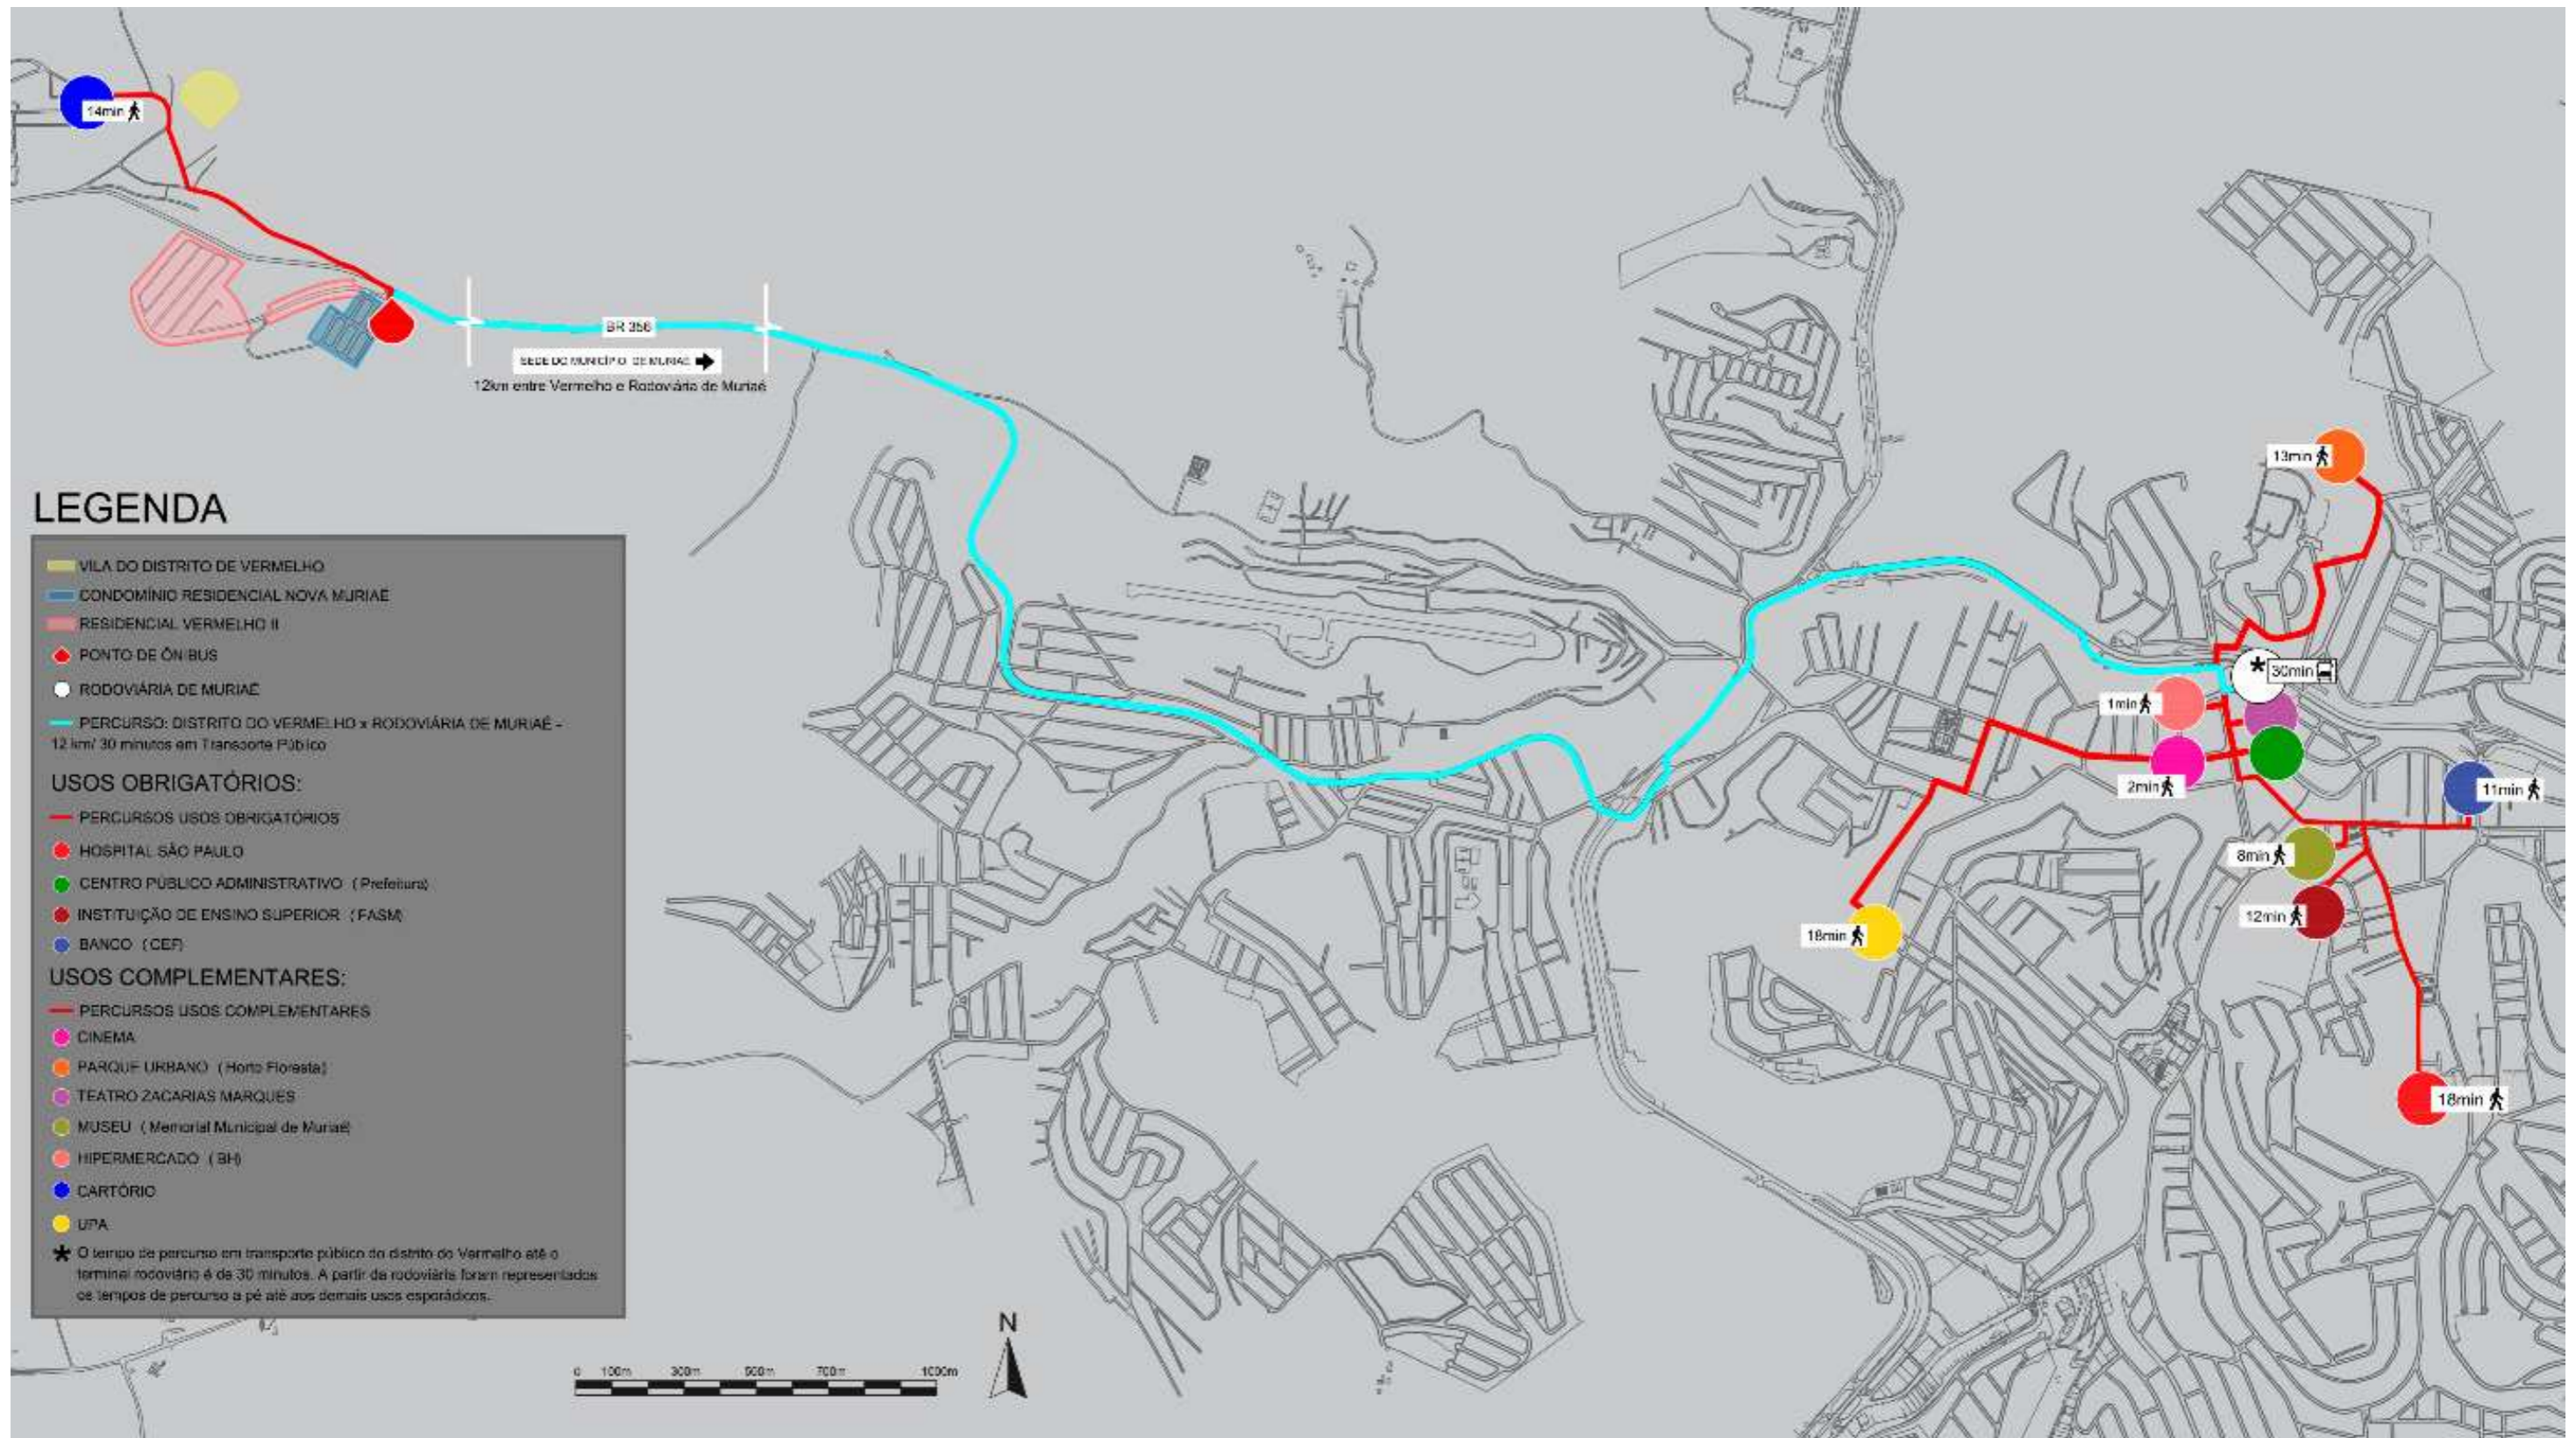 14min
BR 356
SEDE DO MUNICÍPIO DE MURIAÉ
12km entre Vermelho e Rodoviária de Muriaé
13min
30min
1min
2min
11min
8min
12min
18min
18min
LEGENDA
VILA DO DISTRITO DE VERMELHO
CONDOMÍNIO RESIDENCIAL NOVA MURIAÉ
RESIDENCIAL VERMELHO II
PONTO DE ÔNIBUS
RODOVIÁRIA DE MURIAÉ
PERCURSO: DISTRITO DO VERMELHO x RODOVIÁRIA DE MURIAÉ -
12 km/ 30 minutos em Transporte Público
USOS OBRIGATÓRIOS:
PERCURSOS USOS OBRIGATÓRIOS
HOSPITAL SÃO PAULO
CENTRO PÚBLICO ADMINISTRATIVO (Prefeitura)
INSTITUIÇÃO DE ENSINO SUPERIOR (FASM)
BANCO (CEF)
USOS COMPLEMENTARES:
PERCURSOS USOS COMPLEMENTARES
CINEMA
PARQUE URBANO (Horto Florestal)
TEATRO ZACARIAS MARQUES
MUSEU (Memorial Municipal de Muriaé)
HIPERMERCADO (BH)
CARTÓRIO
UPA
* O tempo de percurso em transporte público do distrito do Vermelho até o
terminal rodoviário é de 30 minutos. A partir da rodoviária foram representados
os tempos de percurso a pé até aos demais usos esporádicos.
0 100m 300m 500m 700m 1000m
N